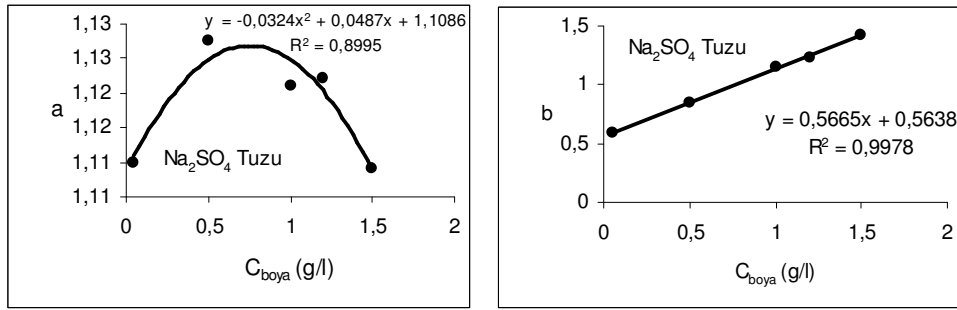 1,13
1,13
1,12
1,12
1,11
1,11
a
y = -0,0324x² + 0,0487x + 1,1086
R² = 0,8995
Na₂SO₄ Tuzu
0 0,5 1 1,5 2
C_boya (g/l)
1,5
1
0,5
0
b
Na₂SO₄ Tuzu
y = 0,5665x + 0,5638
R² = 0,9978
0 0,5 1 1,5 2
C_boya (g/l)